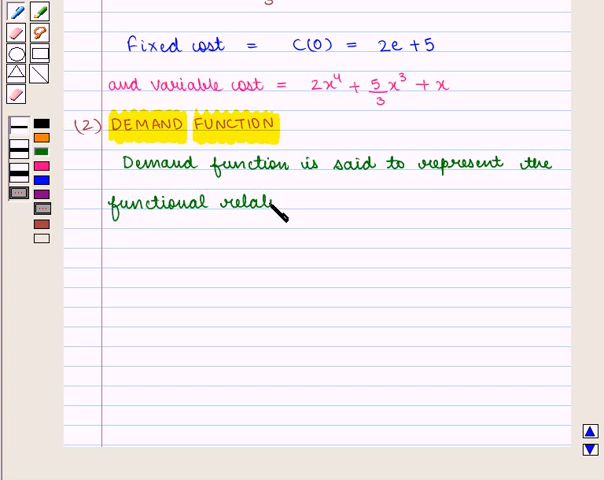 Fixed cost = C(0) = 2e + 5
and variable cost = 2x⁴ + 5/3 x³ + x
(2) DEMAND FUNCTION
Demand function is said to represent the
functional relat